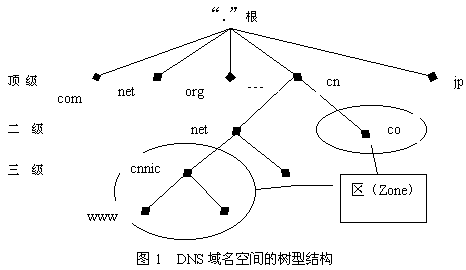 “.”根
顶 级
com
net
org
...
cn
jp
二 级
net
co
三 级
cnnic
区 (Zone)
www
图 1 DNS 域名空间的树型结构